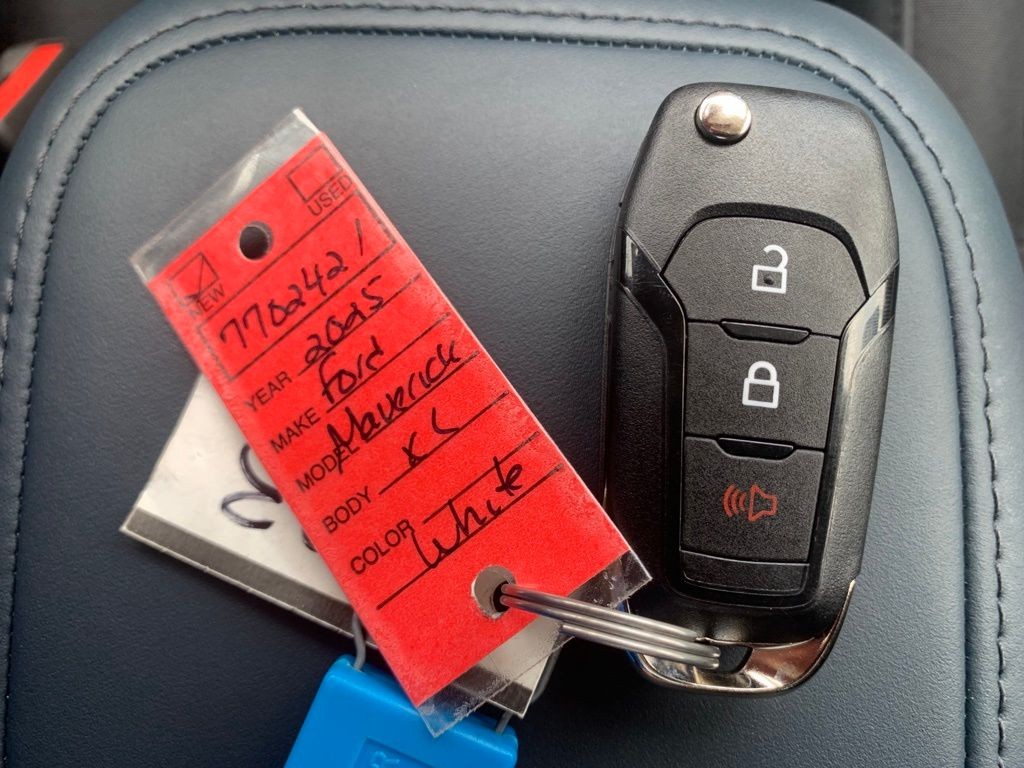 USED
NEW
7702421
YEAR 2025
MAKE Ford
MODEL Maverick
BODY XL
COLOR White